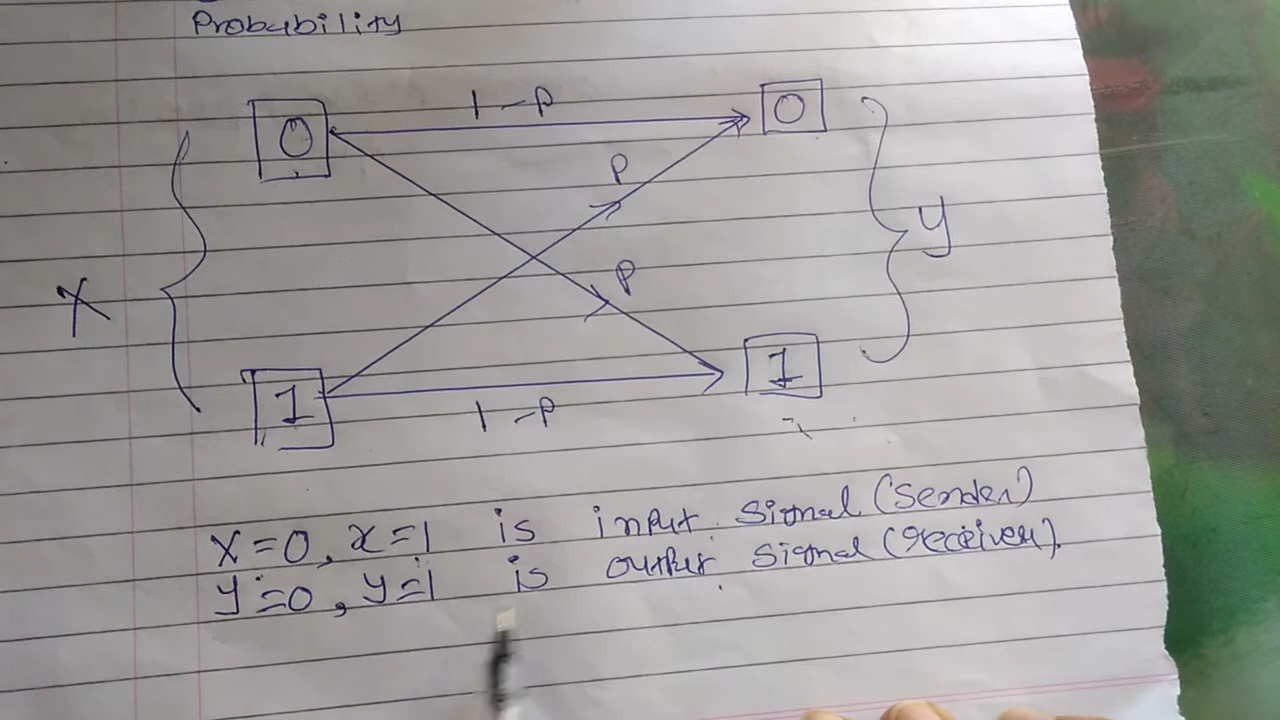 Probability
0 1-P 0
P
P
X y
1 1-P 1
X=0, x=1 is input signal (Sender)
y=0, y=1 is output signal (receiver).